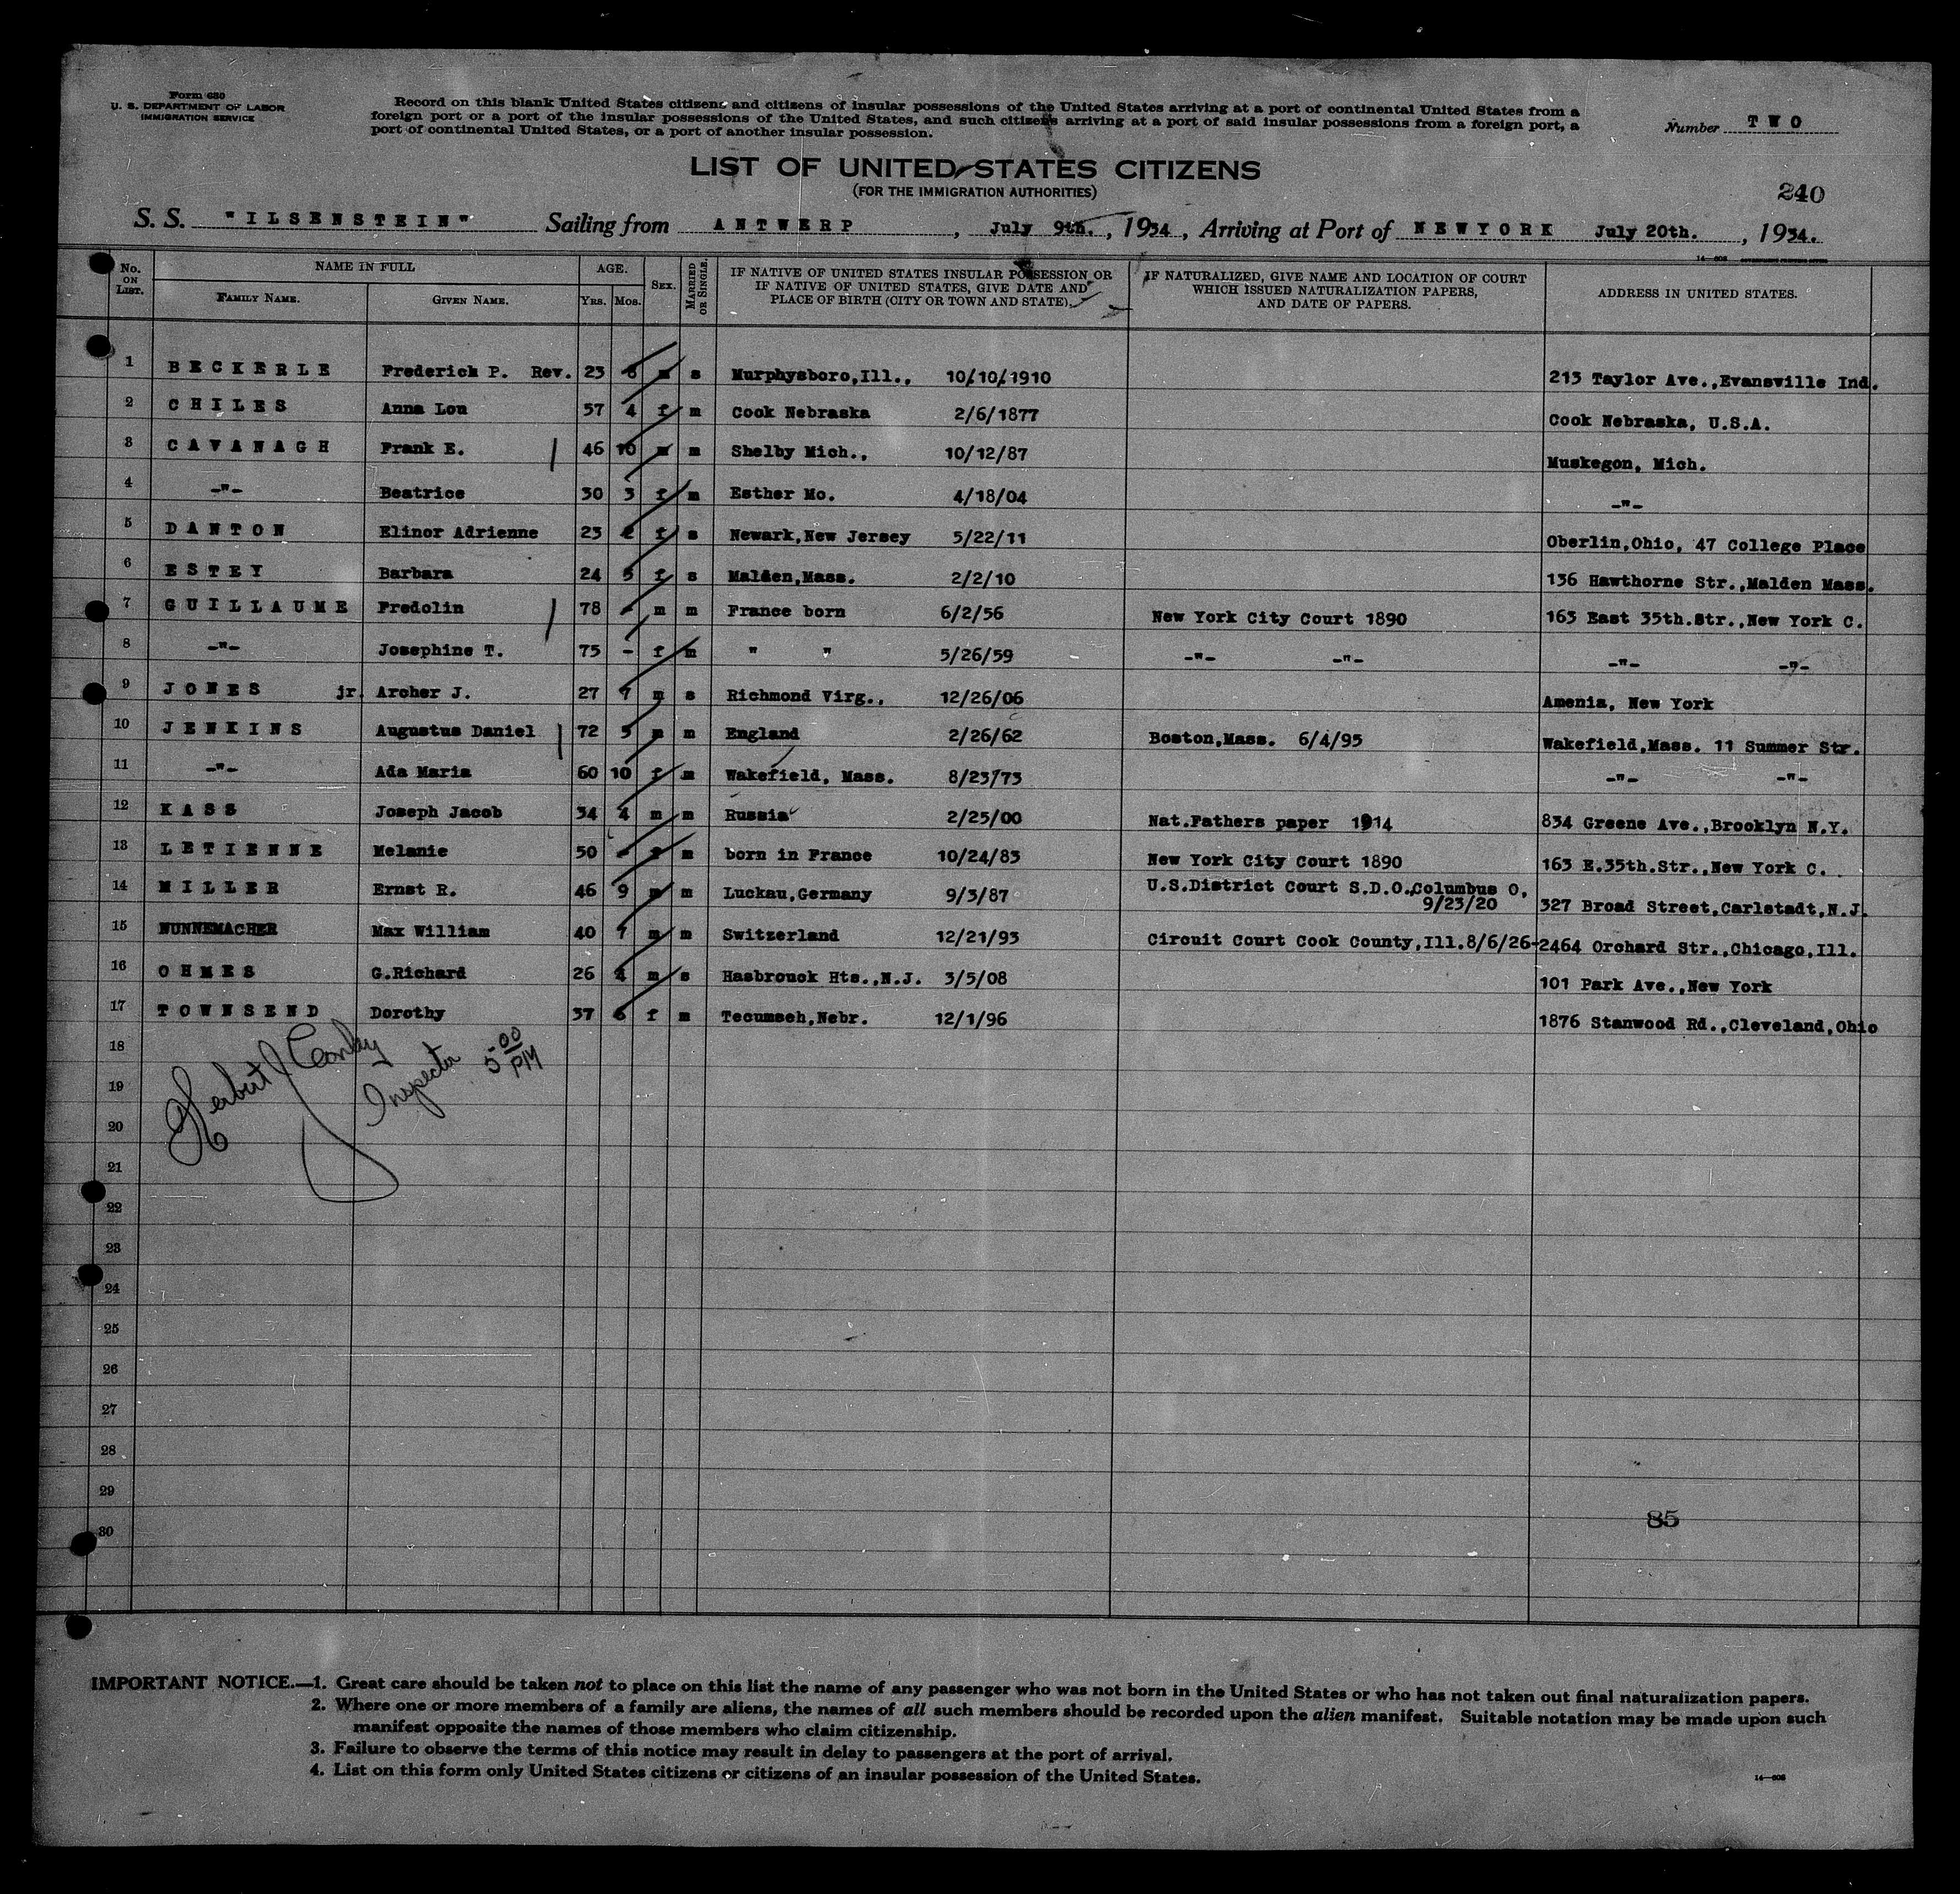 Form 630
U. S. DEPARTMENT OF LABOR
IMMIGRATION SERVICE
Record on this blank United States citizens and citizens of insular possessions of the United States arriving at a port of continental United States from a
foreign port or a port of the insular possessions of the United States, and such citizens arriving at a port of said insular possessions from a foreign port, a
port of continental United States, or a port of another insular possession.
Number TWO
LIST OF UNITED STATES CITIZENS
(FOR THE IMMIGRATION AUTHORITIES)
240
S. S. "ILSENSTEIN" Sailing from ANTWERP, July 9th., 1934, Arriving at Port of NEWYORK July 20th., 1934.
No. ON LIST. NAME IN FULL FAMILY NAME. GIVEN NAME. AGE. YRS. MOS. SEX. MARRIED OR SINGLE. IF NATIVE OF UNITED STATES INSULAR POSSESSION OR IF NATIVE OF UNITED STATES, GIVE DATE AND PLACE OF BIRTH (CITY OR TOWN AND STATE). IF NATURALIZED, GIVE NAME AND LOCATION OF COURT WHICH ISSUED NATURALIZATION PAPERS, AND DATE OF PAPERS. ADDRESS IN UNITED STATES.
1 BECKERLE Frederick P. Rev. 23 s Murphysboro,Ill., 10/10/1910 213 Taylor Ave.,Evansville Ind.
2 CHILES Anna Lou 57 4 f m Cook Nebraska 2/6/1877 Cook Nebraska, U.S.A.
3 CAVANAGH Frank E. 46 10 m m Shelby Mich., 10/12/87 Muskegon, Mich.
4 -"- Beatrice 30 3 f m Esther Mo. 4/18/04 -"-
5 DANTON Elinor Adrienne 23 2 f s Newark,New Jersey 5/22/11 Oberlin,Ohio, 47 College Place
6 ESTEY Barbara 24 5 f s Malden,Mass. 2/2/10 136 Hawthorne Str.,Malden Mass.
7 GUILLAUME Fredolin 78 - m m France born 6/2/56 New York City Court 1890 163 East 35th.Str.,New York C.
8 -"- Josephine T. 75 - f m " " 5/26/59 -"- -"- -"- -"-
9 JONES jr. Archer J. 27 7 m s Richmond Virg., 12/26/06 Amenia, New York
10 JENKINS Augustus Daniel 72 5 m m England 2/26/62 Boston,Mass. 6/4/95 Wakefield,Mass. 11 Summer Str.
11 -"- Ada Maria 60 10 f m Wakefield, Mass. 8/23/73 -"- -"-
12 KASS Joseph Jacob 34 4 m m Russia 2/25/00 Nat.Fathers paper 1914 834 Greene Ave.,Brooklyn N.Y.
13 LETIENNE Melanie 50 - f m born in France 10/24/83 New York City Court 1890 163 E.35th.Str.,New York C.
14 MILLER Ernst R. 46 9 m m Luckau,Germany 9/3/87 U.S.District Court S.D.O.Columbus O. 9/23/20 327 Broad Street,Carlstadt,N.J.
15 NUNNEMACHER Max William 40 7 m m Switzerland 12/21/93 Circuit Court Cook County,Ill.8/6/26- 2464 Orchard Str.,Chicago,Ill.
16 OHMES G.Richard 26 4 m s Hasbrouck Hts.,N.J. 3/5/08 101 Park Ave.,New York
17 TOWNSEND Dorothy 37 6 f m Tecumseh,Nebr. 12/1/96 1876 Stanwood Rd.,Cleveland,Ohio
18
Herbert J Conlay Inspector 5-00 PM
19
20
21
22
23
24
25
26
27
28
29
85
30
IMPORTANT NOTICE.—1. Great care should be taken not to place on this list the name of any passenger who was not born in the United States or who has not taken out final naturalization papers.
2. Where one or more members of a family are aliens, the names of all such members should be recorded upon the alien manifest. Suitable notation may be made upon such
manifest opposite the names of those members who claim citizenship.
3. Failure to observe the terms of this notice may result in delay to passengers at the port of arrival.
4. List on this form only United States citizens or citizens of an insular possession of the United States.